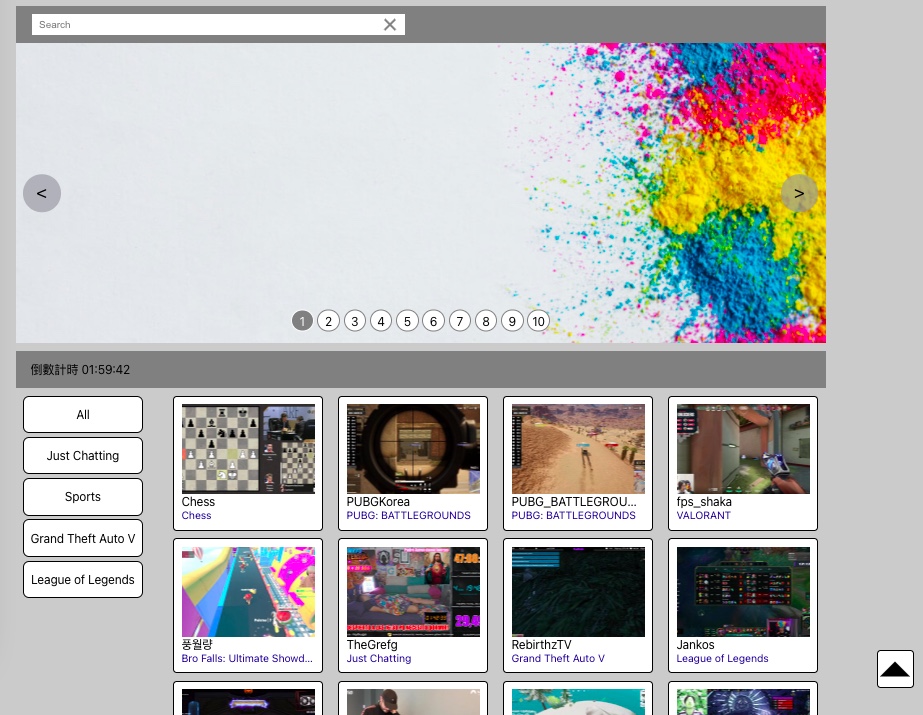 Search
<
>
1 2 3 4 5 6 7 8 9 10
倒數計時 01:59:42
All
Just Chatting
Sports
Grand Theft Auto V
League of Legends
Chess
Chess
PUBGKorea
PUBG: BATTLEGROUNDS
PUBG_BATTLEGROU...
PUBG: BATTLEGROUNDS
fps_shaka
VALORANT
풍월량
Bro Falls: Ultimate Showd...
TheGrefg
Just Chatting
RebirthzTV
Grand Theft Auto V
Jankos
League of Legends